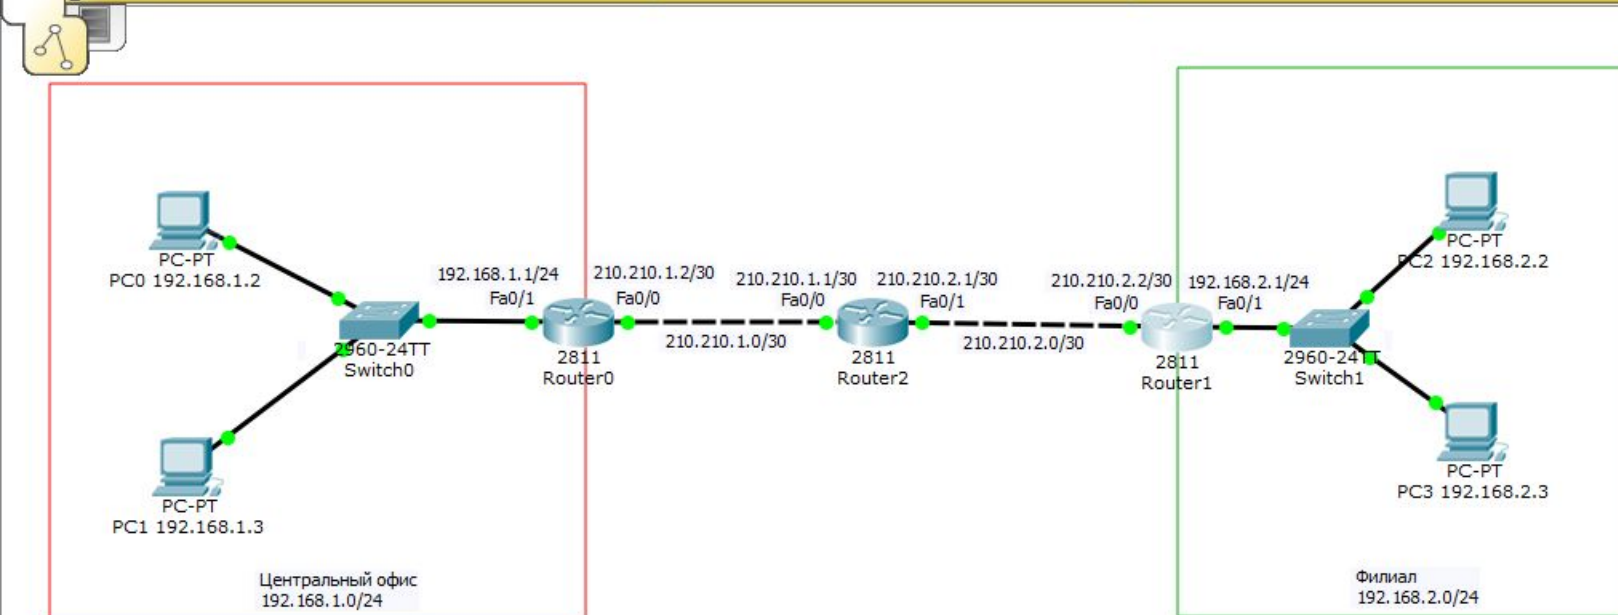 PC-PT
PC0 192.168.1.2
PC-PT
PC1 192.168.1.3
2960-24TT
Switch0
192.168.1.1/24
Fa0/1
210.210.1.2/30
Fa0/0
2811
Router0
210.210.1.0/30
210.210.1.1/30
Fa0/0
210.210.2.1/30
Fa0/1
2811
Router2
210.210.2.0/30
210.210.2.2/30
Fa0/0
192.168.2.1/24
Fa0/1
2811
Router1
2960-24TT
Switch1
PC-PT
PC2 192.168.2.2
PC-PT
PC3 192.168.2.3
Центральный офис
192.168.1.0/24
Филиал
192.168.2.0/24